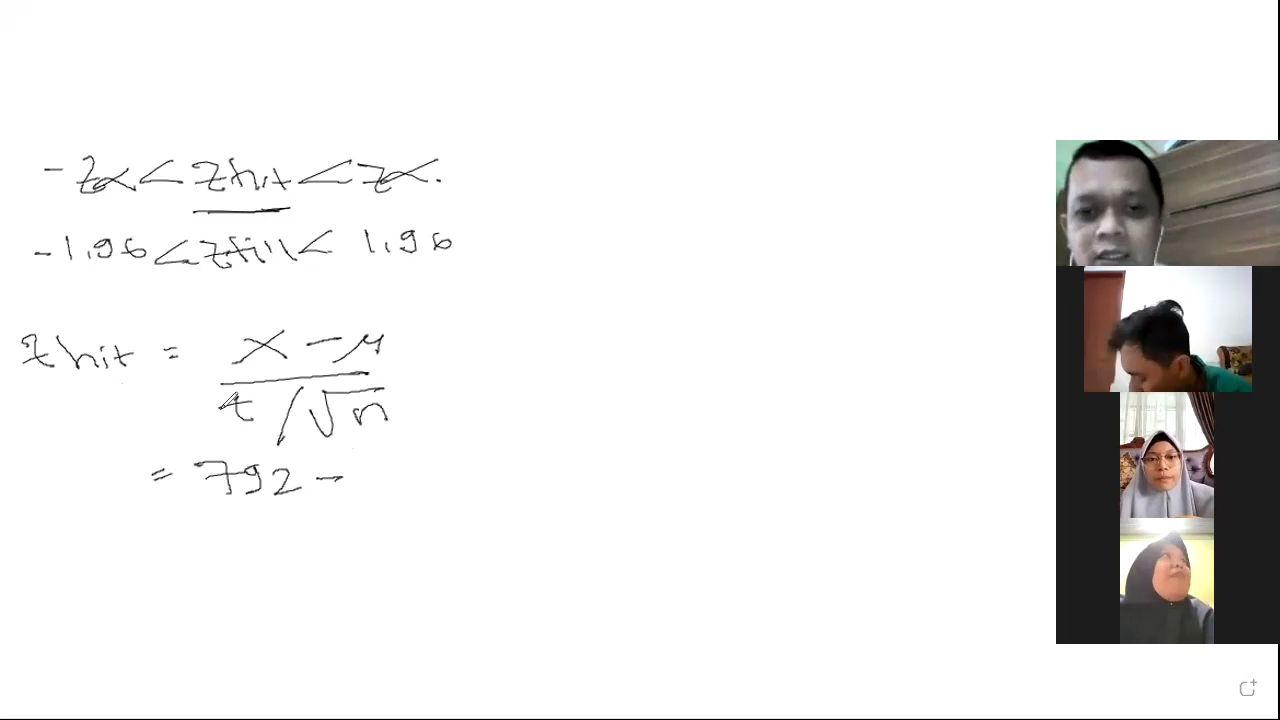 -Zα < Zhit < Zα.
-1.96 < Zhit < 1.96
Zhit = x - μ
σ/√n
= 792 -